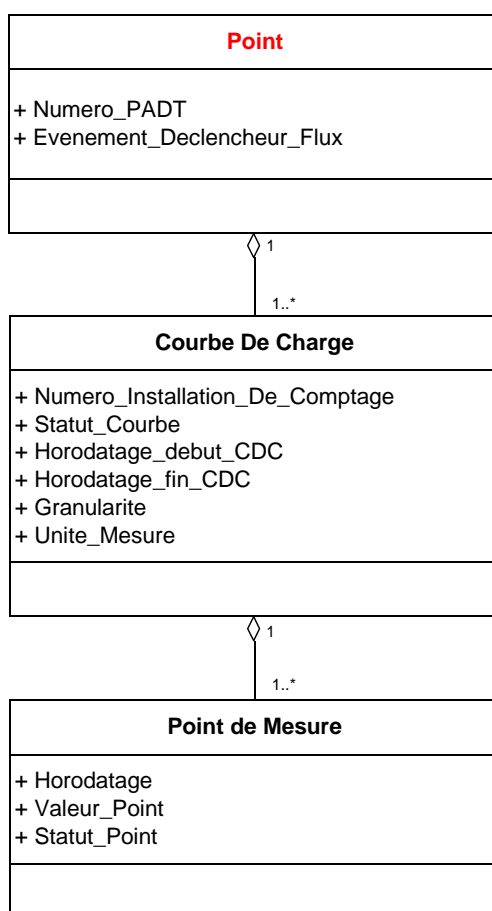 Point
+ Numero_PADT
+ Evenement_Declencheur_Flux
1
1..*
Courbe De Charge
+ Numero_Installation_De_Comptage
+ Statut_Courbe
+ Horodatage_debut_CDC
+ Horodatage_fin_CDC
+ Granularite
+ Unite_Mesure
1
1..*
Point de Mesure
+ Horodatage
+ Valeur_Point
+ Statut_Point